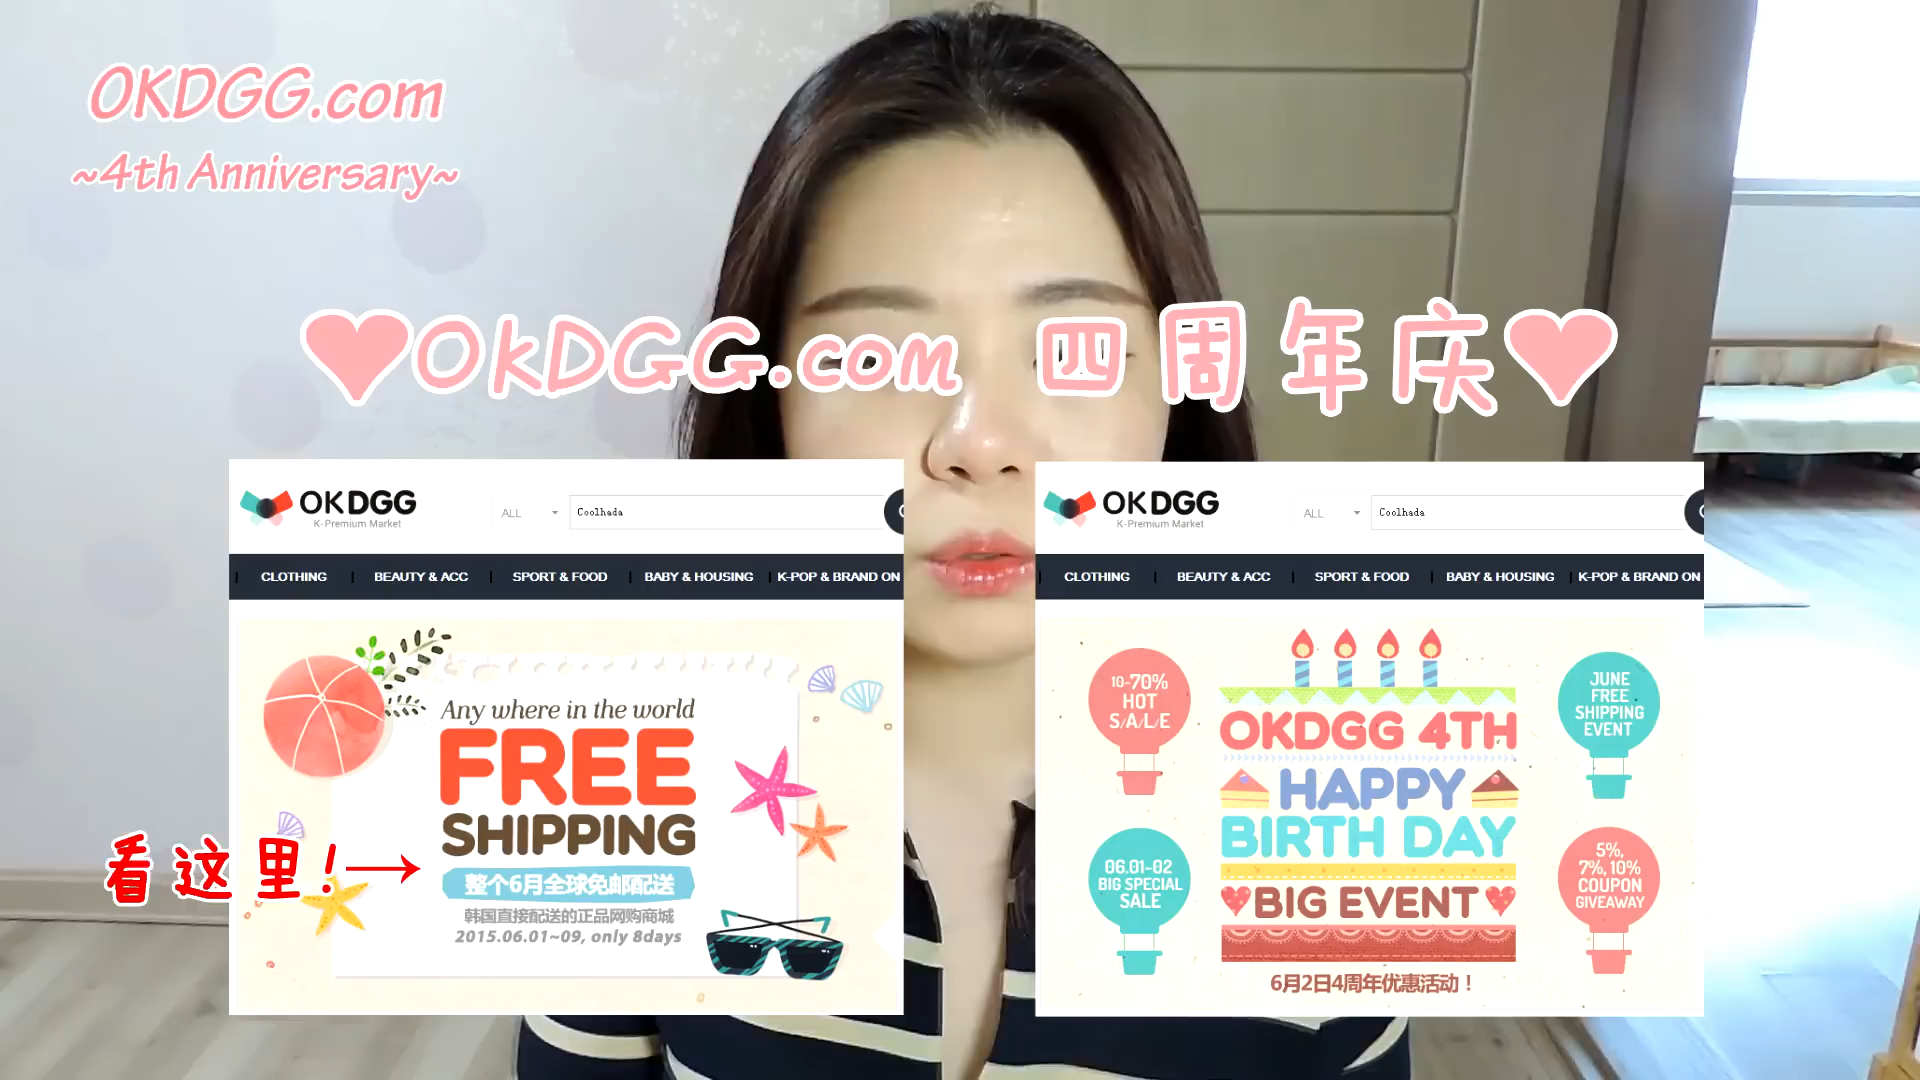 OKDGG.com
~4th Anniversary~
♥OkDGG.com 四周年庆♥
OKDGG
K-Premium Market
ALL
Coolhada
CLOTHING
BEAUTY & ACC
SPORT & FOOD
BABY & HOUSING
K-POP & BRAND ON
Any where in the world
FREE
SHIPPING
整个6月全球免邮配送
韩国直接配送的正品网购商城
2015.06.01~09, only 8days
看这里!→
OKDGG
K-Premium Market
ALL
Coolhada
CLOTHING
BEAUTY & ACC
SPORT & FOOD
BABY & HOUSING
K-POP & BRAND ON
10-70%
HOT
S/A/L/E
OKDGG 4TH
HAPPY
BIRTH DAY
BIG EVENT
6月2日4周年优惠活动！
JUNE
FREE
SHIPPING
EVENT
06.01-02
BIG SPECIAL
SALE
5%,
7%, 10%
COUPON
GIVEAWAY